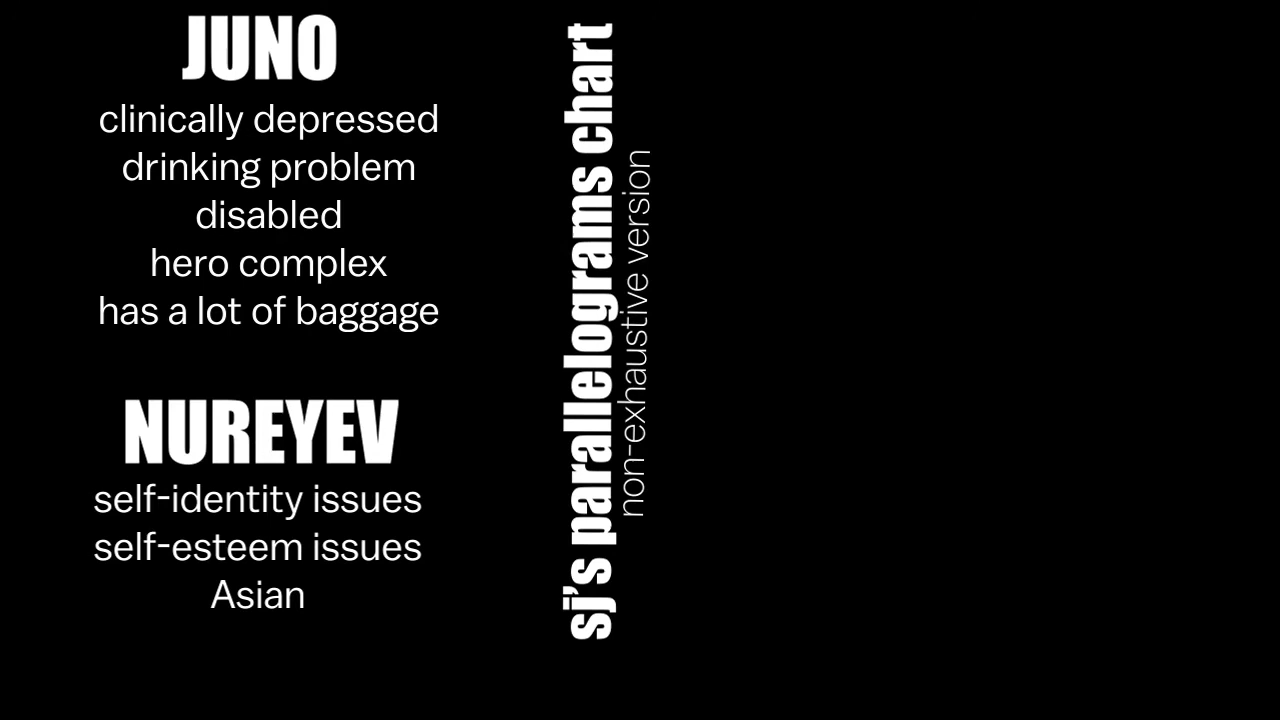 JUNO
clinically depressed
drinking problem
disabled
hero complex
has a lot of baggage
NUREYEV
self-identity issues
self-esteem issues
Asian
sj's parallelograms chart
non-exhaustive version